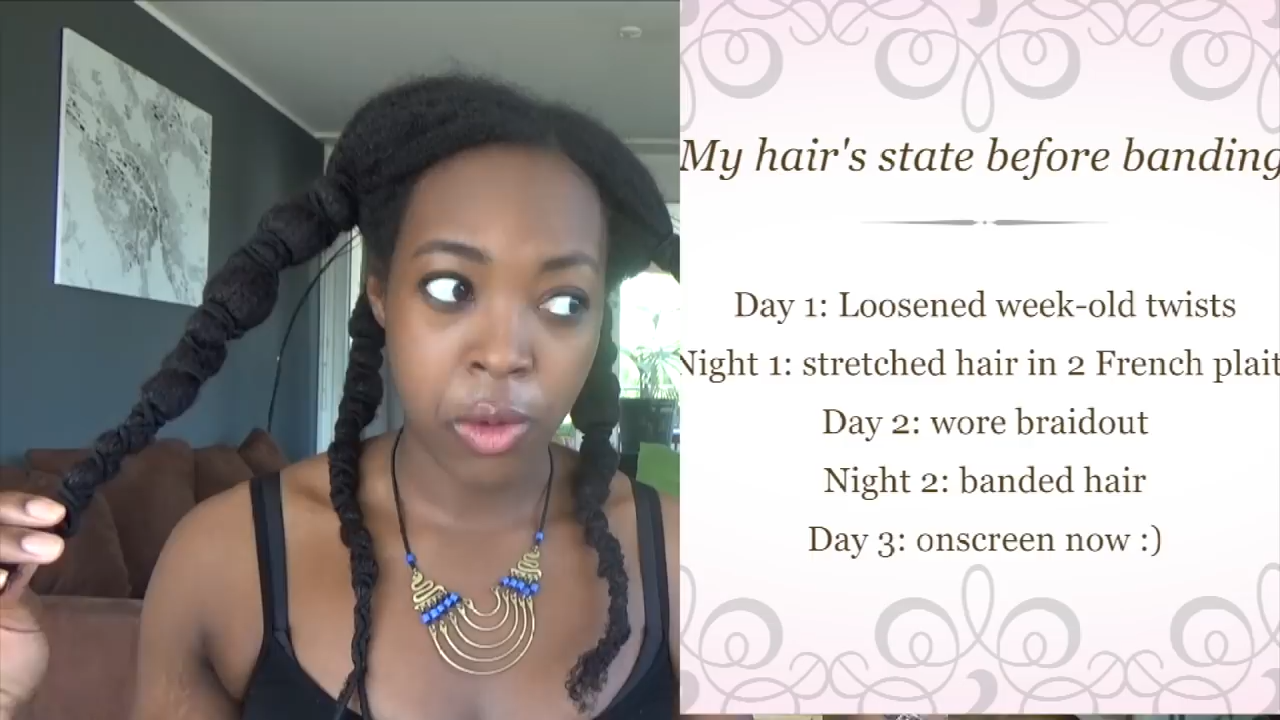 My hair's state before banding
Day 1: Loosened week-old twists
Night 1: stretched hair in 2 French plait
Day 2: wore braidout
Night 2: banded hair
Day 3: onscreen now :)